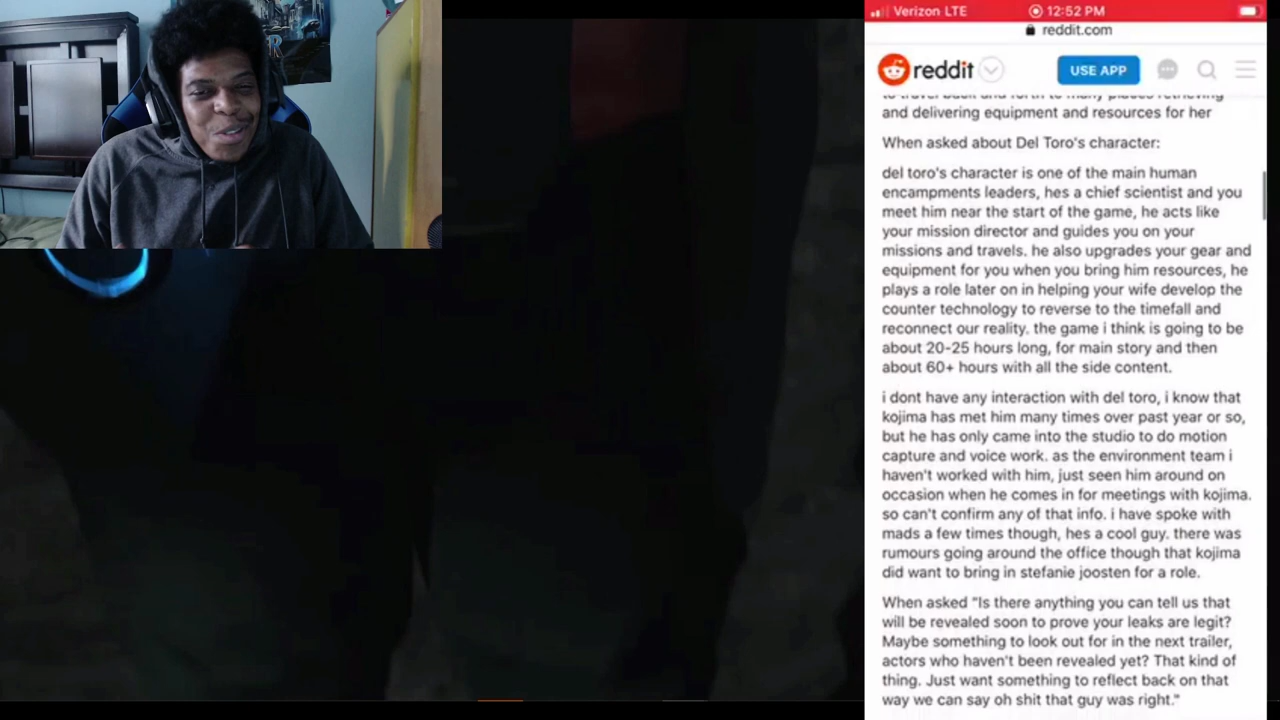 Verizon LTE
12:52 PM
reddit.com
reddit
USE APP
to travel back and forth to many places retrieving
and delivering equipment and resources for her
When asked about Del Toro's character:
del toro's character is one of the main human
encampments leaders, hes a chief scientist and you
meet him near the start of the game, he acts like
your mission director and guides you on your
missions and travels. he also upgrades your gear and
equipment for you when you bring him resources, he
plays a role later on in helping your wife develop the
counter technology to reverse to the timefall and
reconnect our reality. the game i think is going to be
about 20-25 hours long, for main story and then
about 60+ hours with all the side content.
i dont have any interaction with del toro, i know that
kojima has met him many times over past year or so,
but he has only came into the studio to do motion
capture and voice work. as the environment team i
haven't worked with him, just seen him around on
occasion when he comes in for meetings with kojima.
so can't confirm any of that info. i have spoke with
mads a few times though, hes a cool guy. there was
rumours going around the office though that kojima
did want to bring in stefanie joosten for a role.
When asked "Is there anything you can tell us that
will be revealed soon to prove your leaks are legit?
Maybe something to look out for in the next trailer,
actors who haven't been revealed yet? That kind of
thing. Just want something to reflect back on that
way we can say oh shit that guy was right."